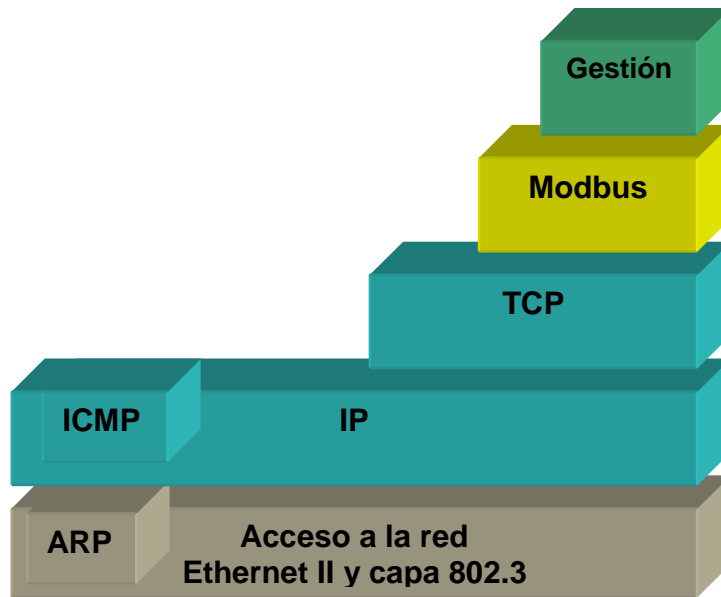 Gestión
Modbus
TCP
ICMP
IP
ARP
Acceso a la red
Ethernet II y capa 802.3